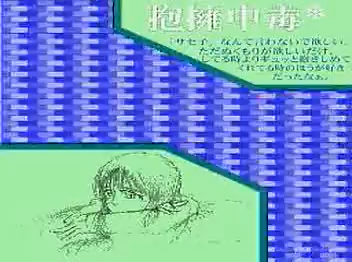 抱擁中毒*
「サセ子」なんて言わないで欲しい。
ただぬくもりが欲しいだけ。
してる時よりギュッと抱きしめて
くれてる時のほうが好き
だったなぁ。